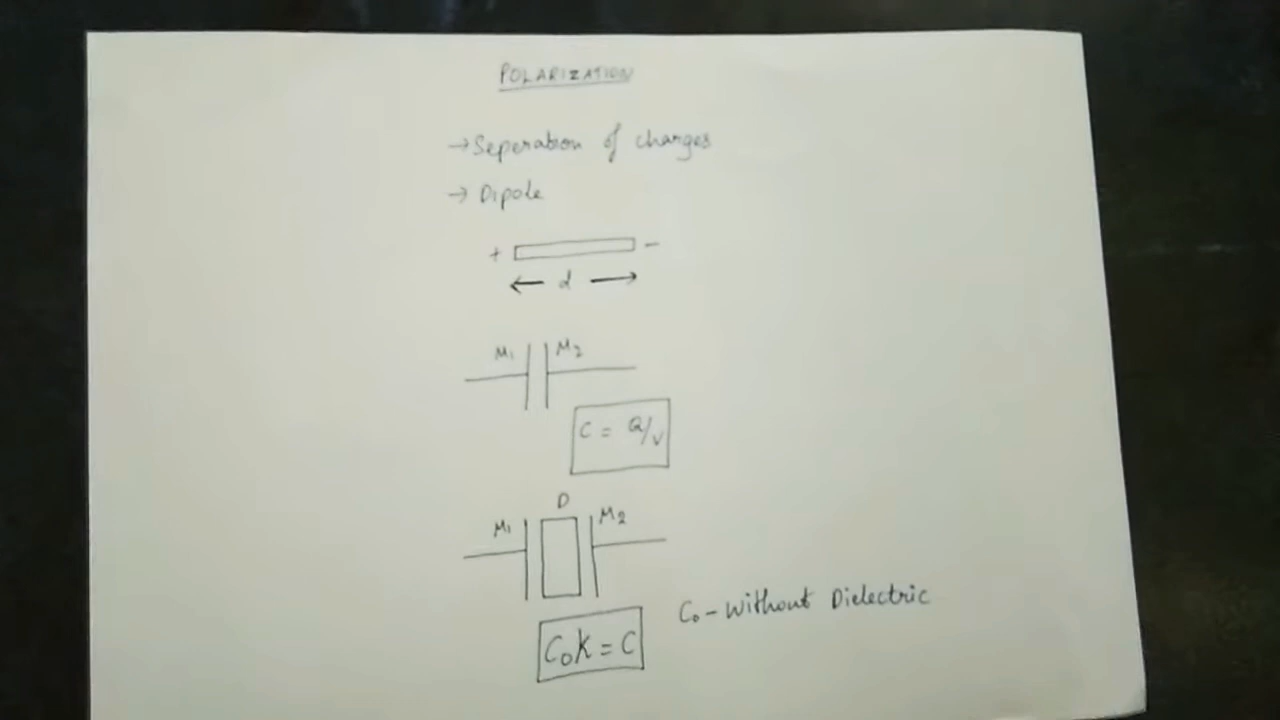 POLARIZATION
→ Seperation of charges
→ Dipole
+ −
← d →
M1 M2
C = Q/V
D
M1 M2
C0 - Without Dielectric
C0K = C